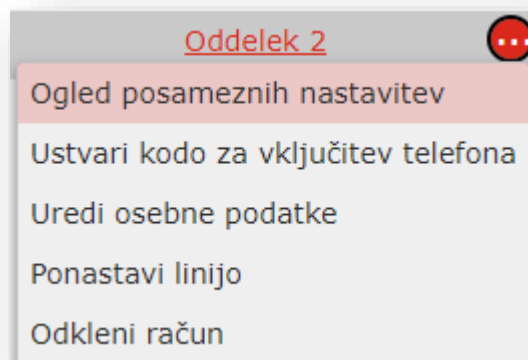 Oddelek 2
Ogled posameznih nastavitev
Ustvari kodo za vključitev telefona
Uredi osebne podatke
Ponastavi linijo
Odkleni račun